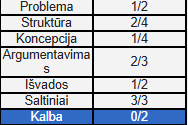 Problema 1/2
Struktūra 2/4
Koncepcija 1/4
Argumentavima
s 2/3
Išvados 1/2
Saltiniai 3/3
Kalba 0/2